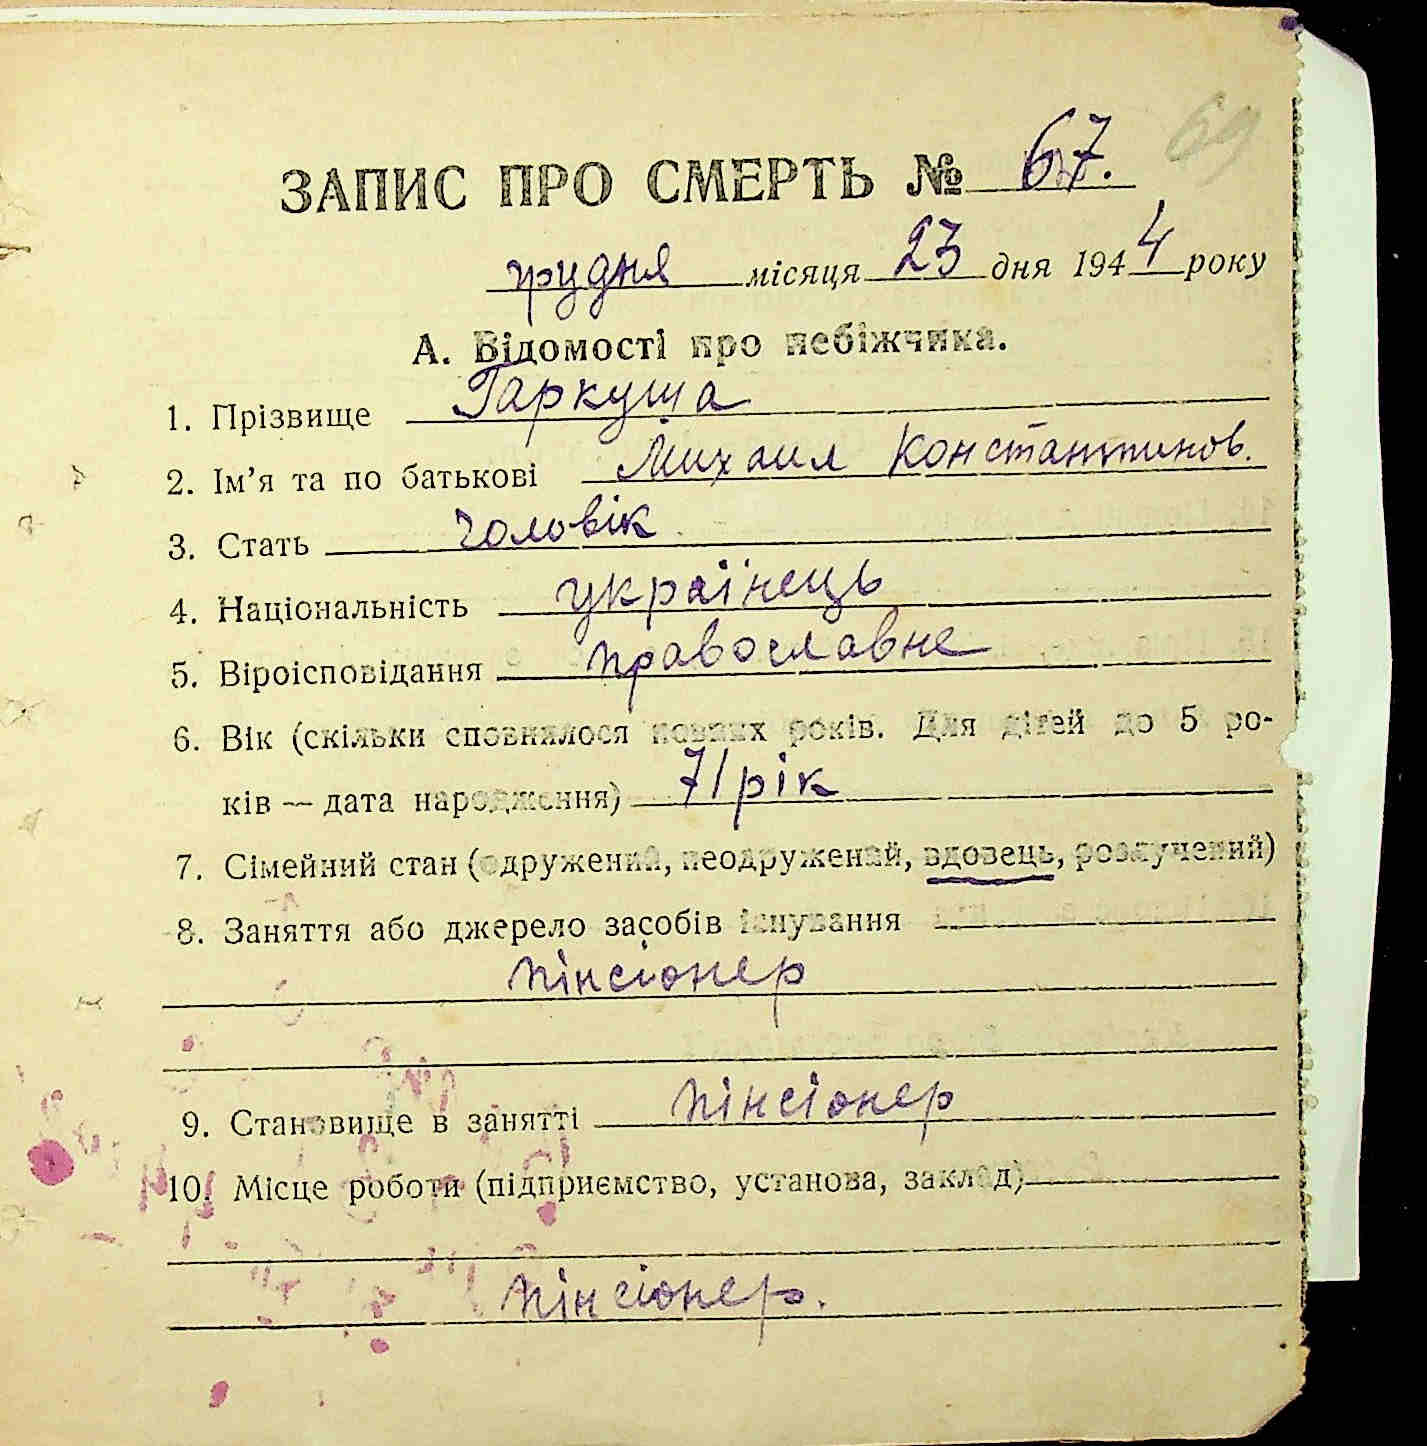 69
ЗАПИС ПРО СМЕРТЬ № 67.
грудня місяця 23 дня 1944 року
А. Відомості про небіжчика.
1. Прізвище Гаркуша
2. Ім'я та по батькові Михаил Константинов.
3. Стать чоловік
4. Національність українець
5. Віроісповідання православне
6. Вік (скільки сповнилося повних років. Для дітей до 5 ро-
ків — дата народження) 71 рік
7. Сімейний стан (одружений, неодружений, вдовець, розлучений)
8. Заняття або джерело засобів існування
пінсіонер
9. Становище в занятті пінсіонер
10. Місце роботи (підприємство, установа, заклад)
пінсіонер.